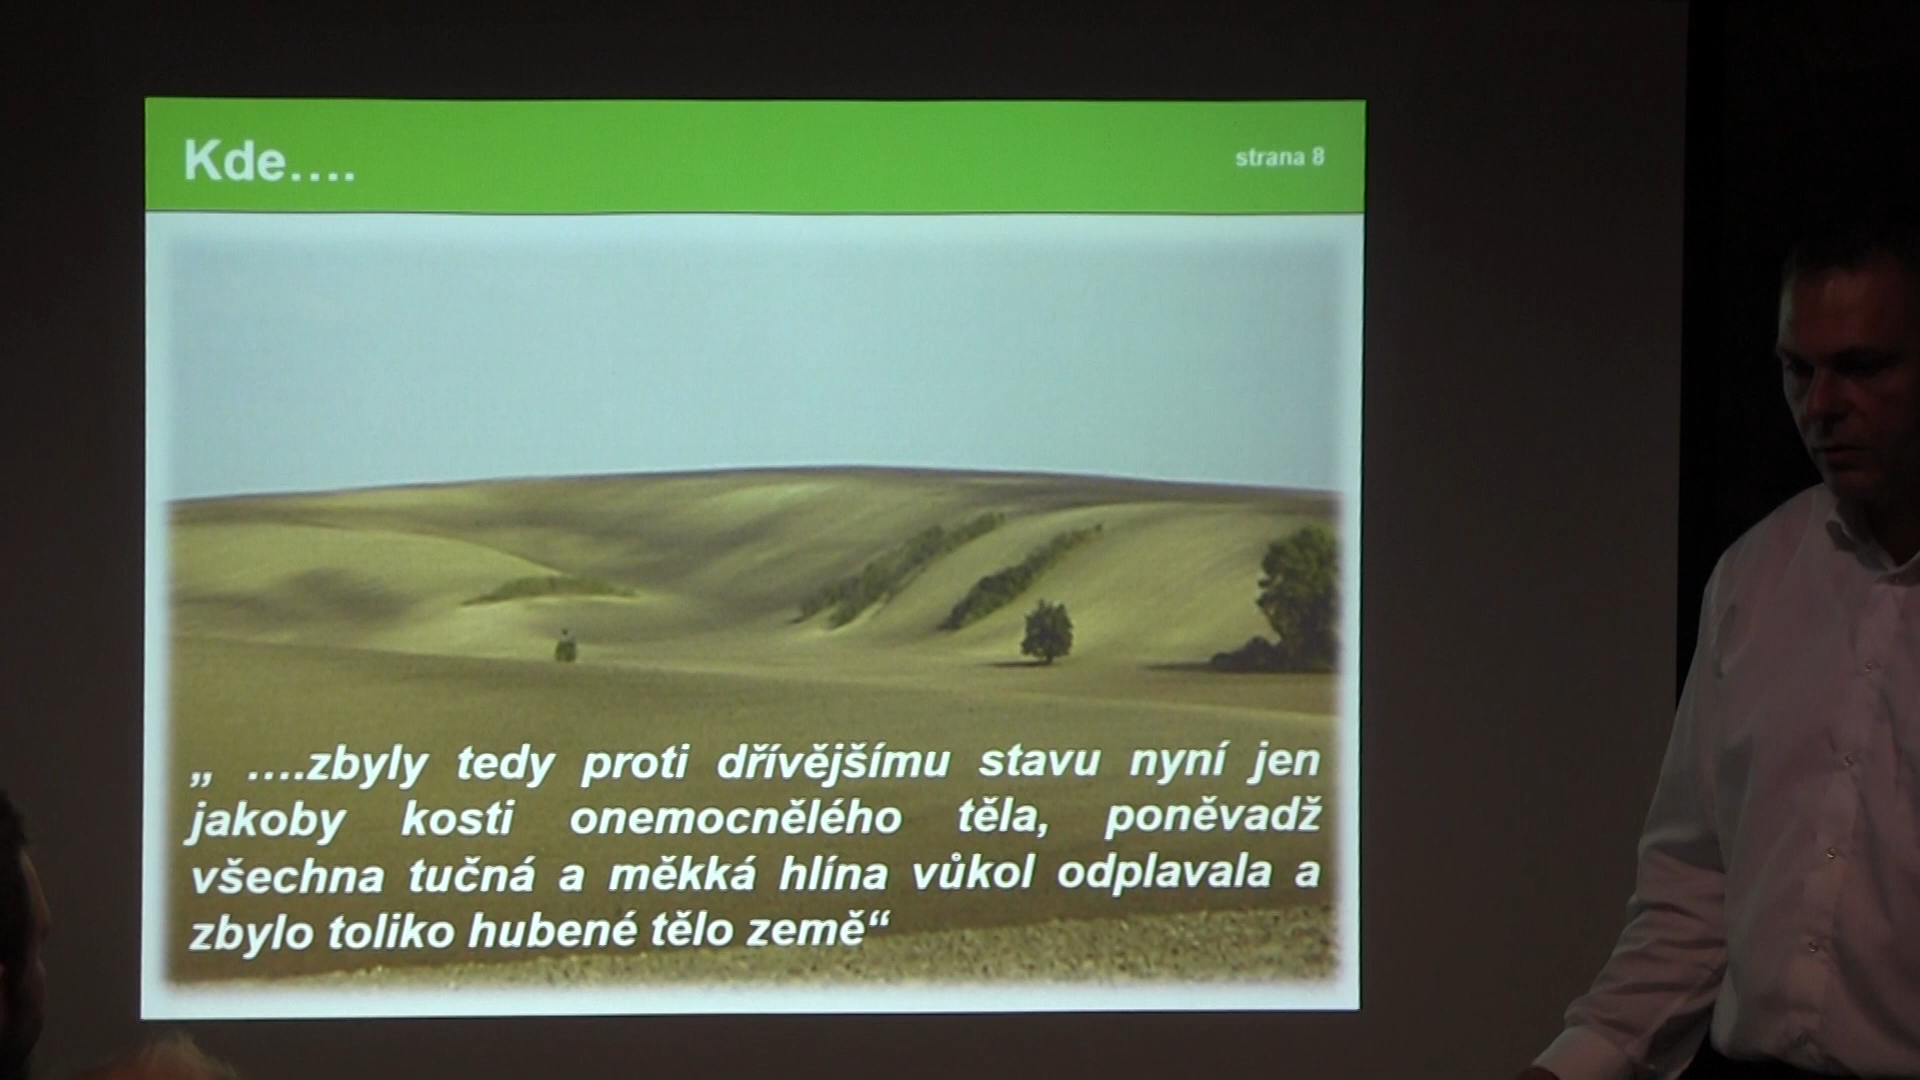 Kde....
strana 8
„ ....zbyly tedy proti dřívějšímu stavu nyní jen
jakoby kosti onemocnělého těla, poněvadž
všechna tučná a měkká hlína vůkol odplavala a
zbylo toliko hubené tělo země“